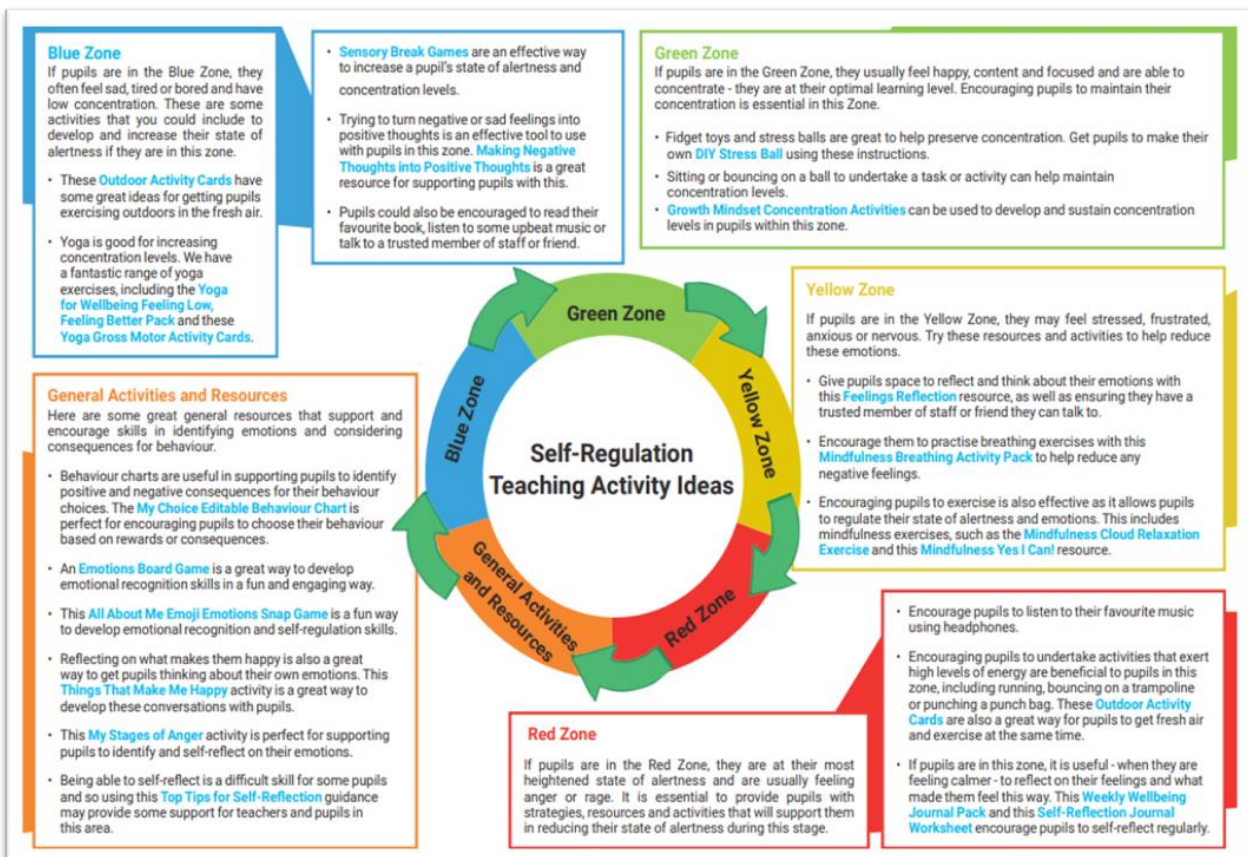 Blue Zone
If pupils are in the Blue Zone, they
often feel sad, tired or bored and have
low concentration. These are some
activities that you could include to
develop and increase their state of
alertness if they are in this zone.
• These Outdoor Activity Cards have
some great ideas for getting pupils
exercising outdoors in the fresh air.
• Yoga is good for increasing
concentration levels. We have
a fantastic range of yoga
exercises, including the Yoga
for Wellbeing Feeling Low,
Feeling Better Pack and these
Yoga Gross Motor Activity Cards.
• Sensory Break Games are an effective way
to increase a pupil's state of alertness and
concentration levels.
• Trying to turn negative or sad feelings into
positive thoughts is an effective tool to use
with pupils in this zone. Making Negative
Thoughts into Positive Thoughts is a great
resource for supporting pupils with this.
• Pupils could also be encouraged to read their
favourite book, listen to some upbeat music or
talk to a trusted member of staff or friend.
Green Zone
If pupils are in the Green Zone, they usually feel happy, content and focused and are able to
concentrate - they are at their optimal learning level. Encouraging pupils to maintain their
concentration is essential in this Zone.
• Fidget toys and stress balls are great to help preserve concentration. Get pupils to make their
own DIY Stress Ball using these instructions.
• Sitting or bouncing on a ball to undertake a task or activity can help maintain
concentration levels.
• Growth Mindset Concentration Activities can be used to develop and sustain concentration
levels in pupils within this zone.
Yellow Zone
If pupils are in the Yellow Zone, they may feel stressed, frustrated,
anxious or nervous. Try these resources and activities to help reduce
these emotions.
• Give pupils space to reflect and think about their emotions with
this Feelings Reflection resource, as well as ensuring they have a
trusted member of staff or friend they can talk to.
• Encourage them to practise breathing exercises with this
Mindfulness Breathing Activity Pack to help reduce any
negative feelings.
• Encouraging pupils to exercise is also effective as it allows pupils
to regulate their state of alertness and emotions. This includes
mindfulness exercises, such as the Mindfulness Cloud Relaxation
Exercise and this Mindfulness Yes I Can! resource.
Green Zone
Yellow Zone
Red Zone
General Activities
and Resources
Blue Zone
Self-Regulation
Teaching Activity Ideas
General Activities and Resources
Here are some great general resources that support and
encourage skills in identifying emotions and considering
consequences for behaviour.
• Behaviour charts are useful in supporting pupils to identify
positive and negative consequences for their behaviour
choices. The My Choice Editable Behaviour Chart is
perfect for encouraging pupils to choose their behaviour
based on rewards or consequences.
• An Emotions Board Game is a great way to develop
emotional recognition skills in a fun and engaging way.
• This All About Me Emoji Emotions Snap Game is a fun way
to develop emotional recognition and self-regulation skills.
• Reflecting on what makes them happy is also a great
way to get pupils thinking about their own emotions. This
Things That Make Me Happy activity is a great way to
develop these conversations with pupils.
• This My Stages of Anger activity is perfect for supporting
pupils to identify and self-reflect on their emotions.
• Being able to self-reflect is a difficult skill for some pupils
and so using this Top Tips for Self-Reflection guidance
may provide some support for teachers and pupils in
this area.
Red Zone
If pupils are in the Red Zone, they are at their most
heightened state of alertness and are usually feeling
anger or rage. It is essential to provide pupils with
strategies, resources and activities that will support them
in reducing their state of alertness during this stage.
• Encourage pupils to listen to their favourite music
using headphones.
• Encouraging pupils to undertake activities that exert
high levels of energy are beneficial to pupils in this
zone, including running, bouncing on a trampoline
or punching a punch bag. These Outdoor Activity
Cards are also a great way for pupils to get fresh air
and exercise at the same time.
• If pupils are in this zone, it is useful - when they are
feeling calmer - to reflect on their feelings and what
made them feel this way. This Weekly Wellbeing
Journal Pack and this Self-Reflection Journal
Worksheet encourage pupils to self-reflect regularly.